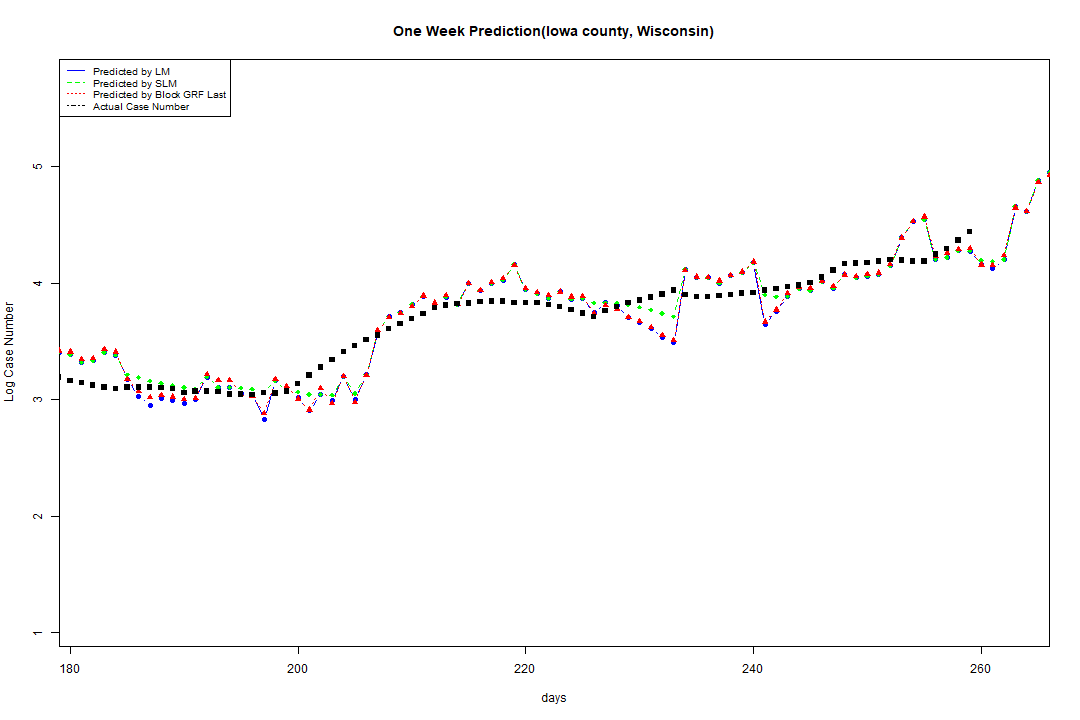 One Week Prediction(Iowa county, Wisconsin)
Predicted by LM
Predicted by SLM
Predicted by Block GRF Last
Actual Case Number
5
4
3
2
1
Log Case Number
180
200
220
240
260
days